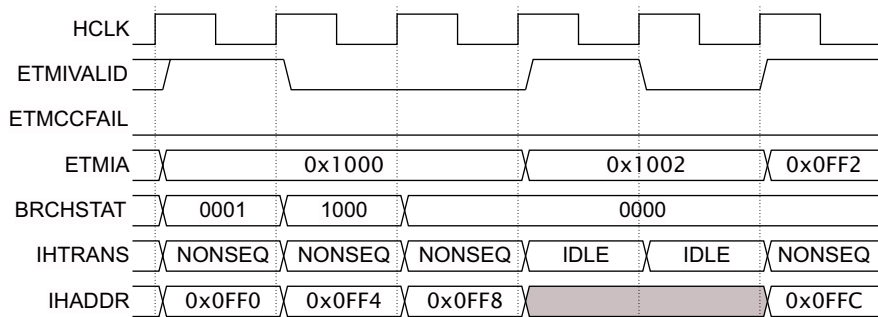 HCLK
ETMIVALID
ETMCCFAIL
ETMIA 0x1000 0x1002 0x0FF2
BRCHSTAT 0001 1000 0000
IHTRANS NONSEQ NONSEQ NONSEQ IDLE IDLE NONSEQ
IHADDR 0x0FF0 0x0FF4 0x0FF8 0x0FFC